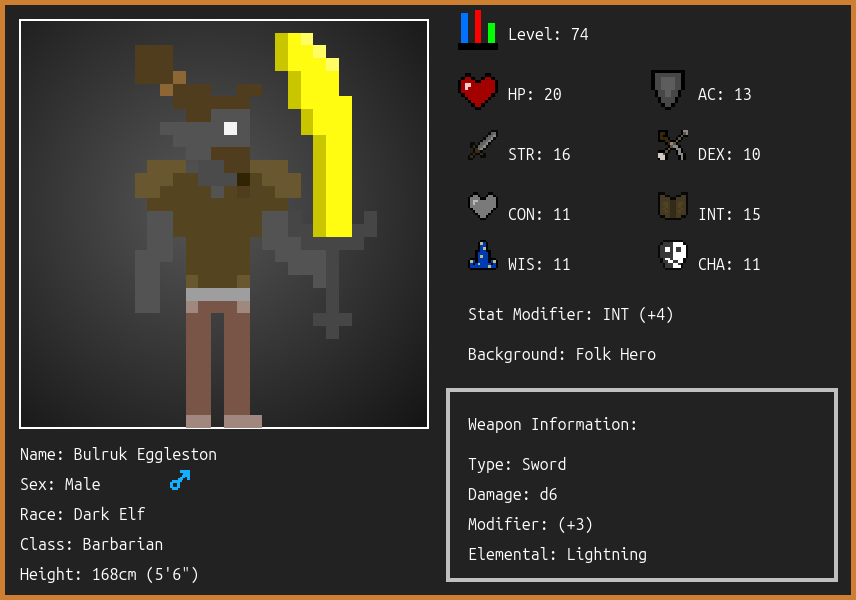 Level: 74
HP: 20
AC: 13
STR: 16
DEX: 10
CON: 11
INT: 15
WIS: 11
CHA: 11
Stat Modifier: INT (+4)
Background: Folk Hero
Weapon Information:
Type: Sword
Damage: d6
Modifier: (+3)
Elemental: Lightning
Name: Bulruk Eggleston
Sex: Male
Race: Dark Elf
Class: Barbarian
Height: 168cm (5'6")